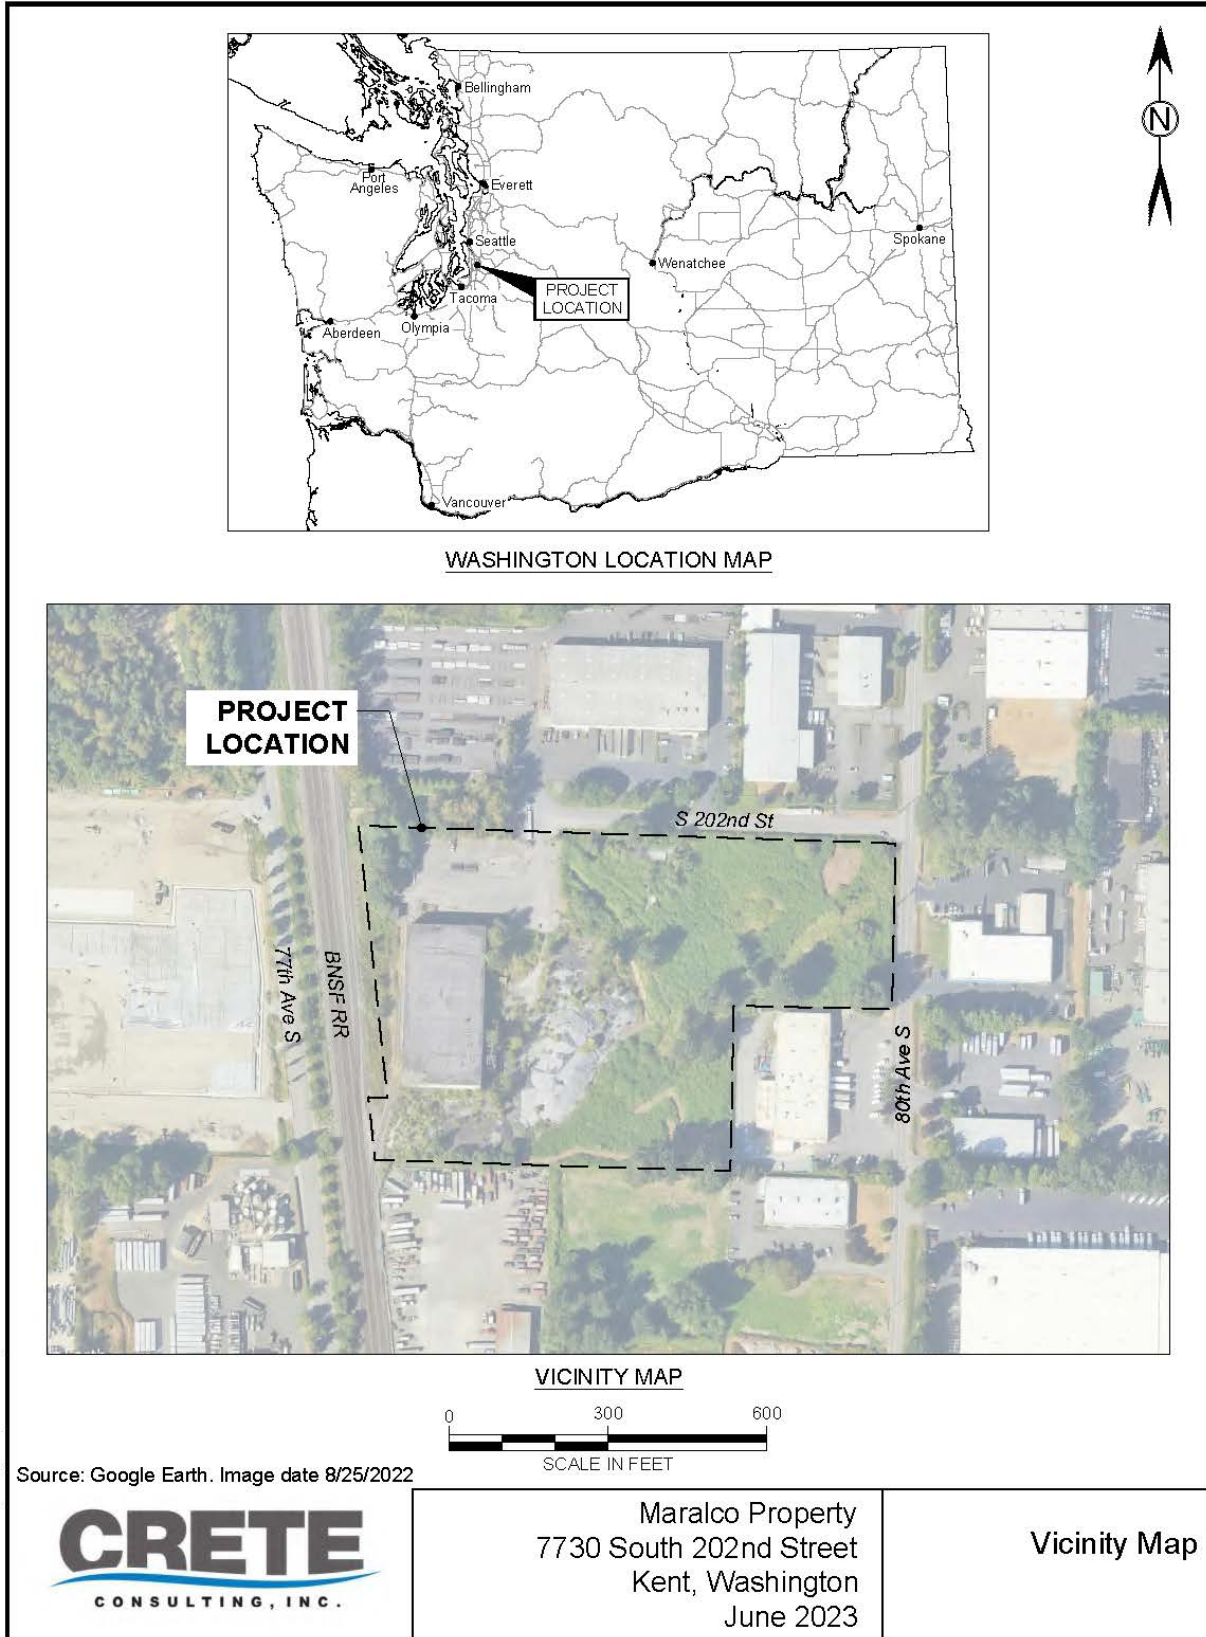 N
Bellingham
Port
Angeles
Everett
Seattle
Spokane
Wenatchee
PROJECT
LOCATION
Tacoma
Olympia
Aberdeen
Vancouver
WASHINGTON LOCATION MAP
PROJECT
LOCATION
S 202nd St
77th Ave S
BNSF RR
80th Ave S
VICINITY MAP
0 300 600
SCALE IN FEET
Source: Google Earth. Image date 8/25/2022
CRETE
CONSULTING, INC.
Maralco Property
7730 South 202nd Street
Kent, Washington
June 2023
Vicinity Map